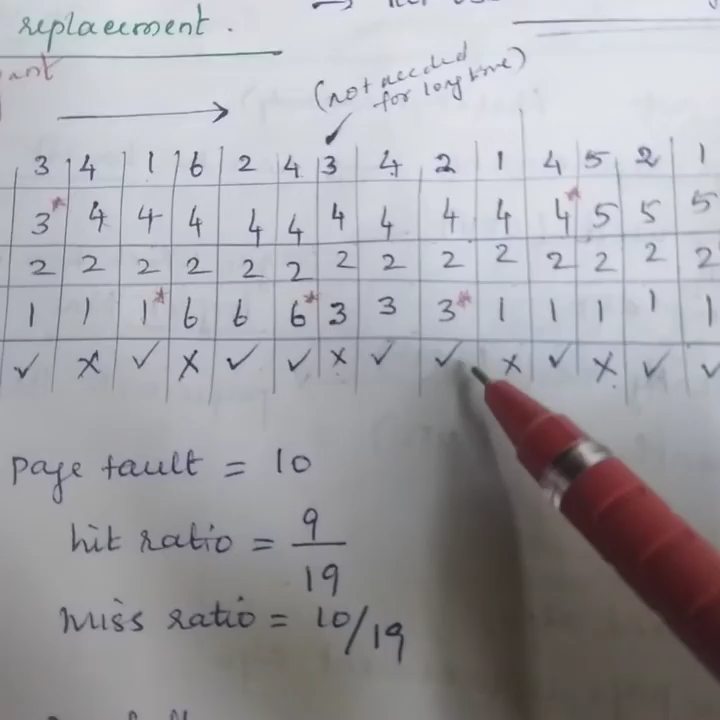 replaecment.
(not needed
for long time)
3 4 1 6 2 4 3 4 2 1 4 5 2 1
3* 4 4 4 4 4 4 4 4 4 4* 5 5 5
2 2 2 2 2 2 2 2 2 2 2 2 2 2
1 1 1* 6 6 6* 3 3 3* 1 1 1 1 1
✓ × ✓ × ✓ ✓ × ✓ ✓ × ✓ × ✓ ✓
page fault = 10
hit ratio = 9/19
Miss ratio = 10/19